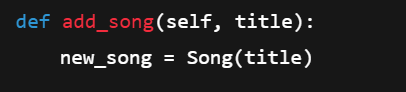 def add_song(self, title):
    new_song = Song(title)